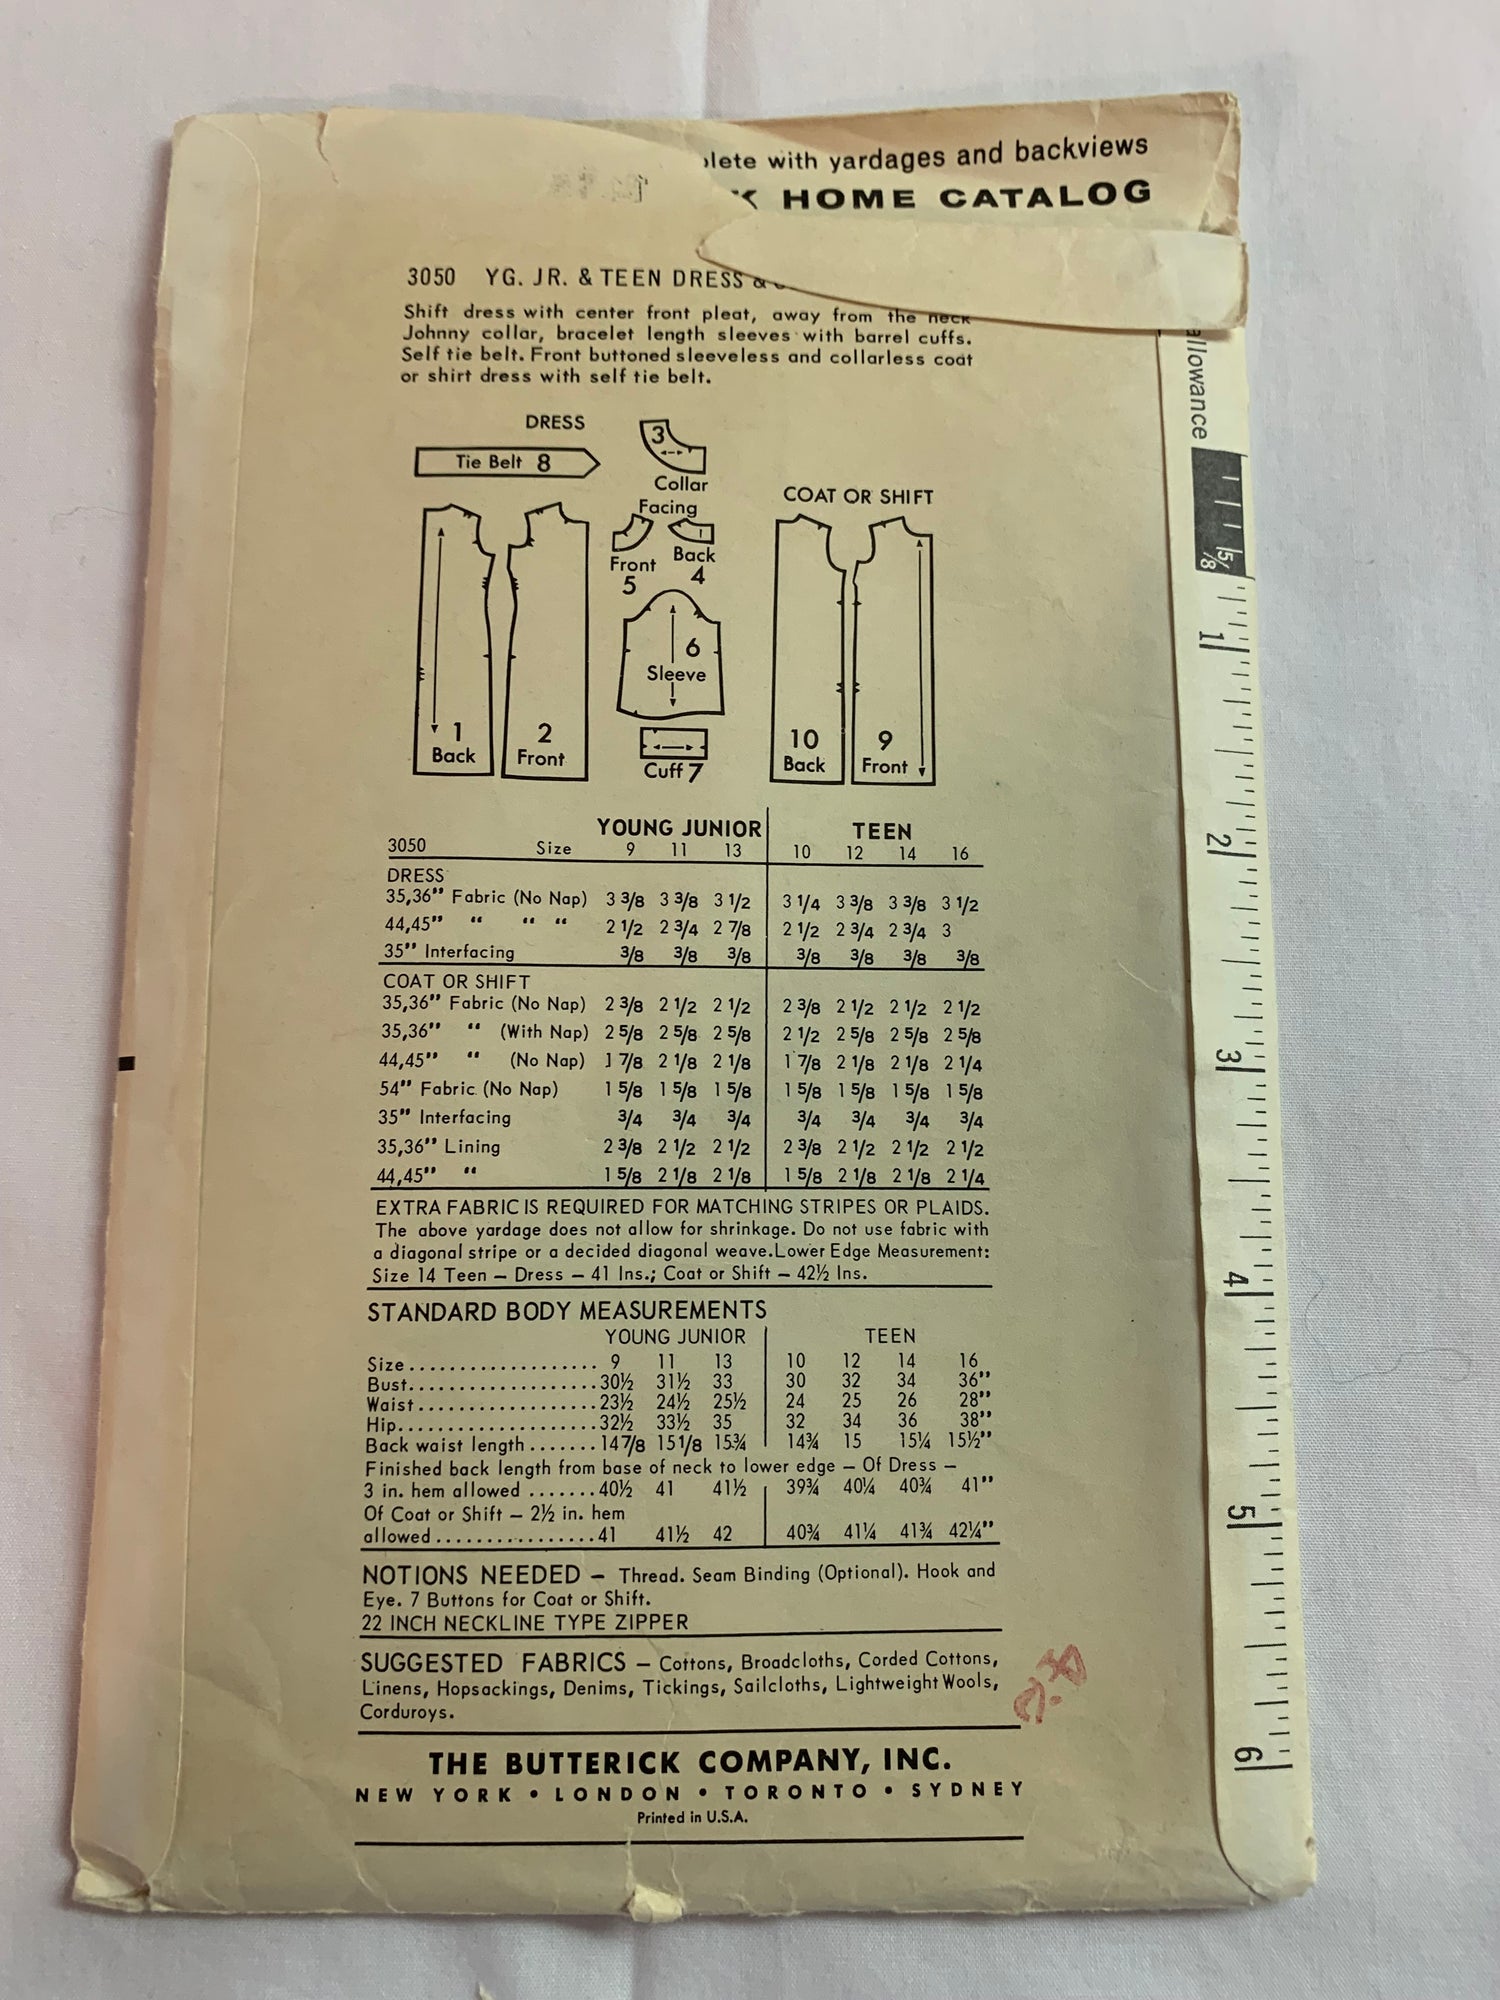 with yardages and backviews
HOME CATALOG
3050 YG. JR. & TEEN DRESS &
Shift dress with center front pleat, away from the neck
Johnny collar, bracelet length sleeves with barrel cuffs.
Self tie belt. Front buttoned sleeveless and collarless coat
or shirt dress with self tie belt.
DRESS
Tie Belt 8
3
Collar
Facing
Front
5
Back
4
6
Sleeve
1
Back
2
Front
Cuff 7
COAT OR SHIFT
10
Back
9
Front
YOUNG JUNIOR TEEN
3050 Size 9 11 13 10 12 14 16
DRESS
35,36" Fabric (No Nap) 3 3/8 3 3/8 3 1/2 3 1/4 3 3/8 3 3/8 3 1/2
44,45" " " " 2 1/2 2 3/4 2 7/8 2 1/2 2 3/4 2 3/4 3
35" Interfacing 3/8 3/8 3/8 3/8 3/8 3/8 3/8
COAT OR SHIFT
35,36" Fabric (No Nap) 2 3/8 2 1/2 2 1/2 2 3/8 2 1/2 2 1/2 2 1/2
35,36" " (With Nap) 2 5/8 2 5/8 2 5/8 2 1/2 2 5/8 2 5/8 2 5/8
44,45" " (No Nap) 1 7/8 2 1/8 2 1/8 1 7/8 2 1/8 2 1/8 2 1/4
54" Fabric (No Nap) 1 5/8 1 5/8 1 5/8 1 5/8 1 5/8 1 5/8 1 5/8
35" Interfacing 3/4 3/4 3/4 3/4 3/4 3/4 3/4
35,36" Lining 2 3/8 2 1/2 2 1/2 2 3/8 2 1/2 2 1/2 2 1/2
44,45" " 1 5/8 2 1/8 2 1/8 1 5/8 2 1/8 2 1/8 2 1/4
EXTRA FABRIC IS REQUIRED FOR MATCHING STRIPES OR PLAIDS.
The above yardage does not allow for shrinkage. Do not use fabric with
a diagonal stripe or a decided diagonal weave. Lower Edge Measurement:
Size 14 Teen – Dress – 41 Ins.; Coat or Shift – 42½ Ins.
STANDARD BODY MEASUREMENTS
YOUNG JUNIOR TEEN
Size................... 9 11 13 10 12 14 16
Bust...................30½ 31½ 33 30 32 34 36"
Waist..................23½ 24½ 25½ 24 25 26 28"
Hip....................32½ 33½ 35 32 34 36 38"
Back waist length.......14 7/8 15 1/8 15¾ 14¾ 15 15¼ 15½"
Finished back length from base of neck to lower edge – Of Dress –
3 in. hem allowed .......40½ 41 41½ 39¾ 40¼ 40¾ 41"
Of Coat or Shift – 2½ in. hem
allowed................41 41½ 42 40¾ 41¼ 41¾ 42¼"
NOTIONS NEEDED – Thread. Seam Binding (Optional). Hook and
Eye. 7 Buttons for Coat or Shift.
22 INCH NECKLINE TYPE ZIPPER
SUGGESTED FABRICS – Cottons, Broadcloths, Corded Cottons,
Linens, Hopsackings, Denims, Tickings, Sailcloths, Lightweight Wools,
Corduroys.
THE BUTTERICK COMPANY, INC.
NEW YORK • LONDON • TORONTO • SYDNEY
Printed in U.S.A.
allowance
5/8
1
2
3
4
5
6